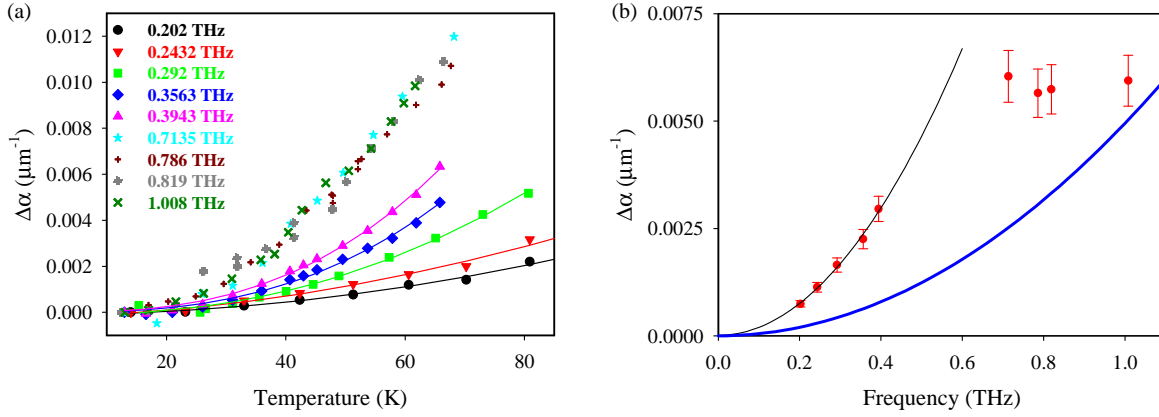 (a)
0.012
0.010
0.008
0.006
0.004
0.002
0.000
Δα (μm⁻¹)
0.202 THz
0.2432 THz
0.292 THz
0.3563 THz
0.3943 THz
0.7135 THz
0.786 THz
0.819 THz
1.008 THz
20 40 60 80
Temperature (K)
(b)
0.0075
0.0050
0.0025
0.0000
Δα (μm⁻¹)
0.0 0.2 0.4 0.6 0.8 1.0
Frequency (THz)